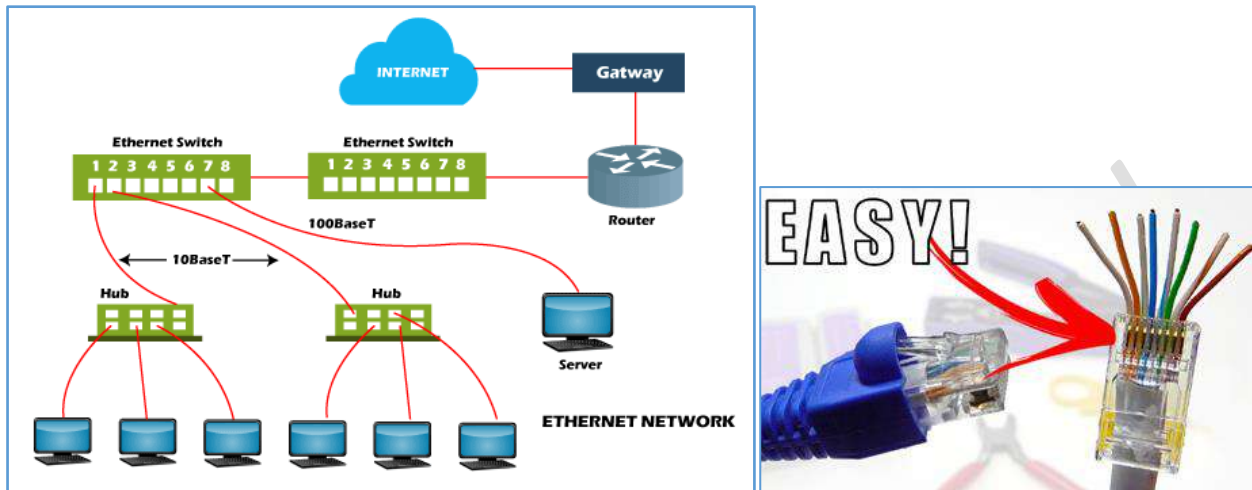 INTERNET
Gatway
Ethernet Switch
Ethernet Switch
1 2 3 4 5 6 7 8
1 2 3 4 5 6 7 8
Router
100BaseT
10BaseT
Hub
Hub
Server
ETHERNET NETWORK
EASY!